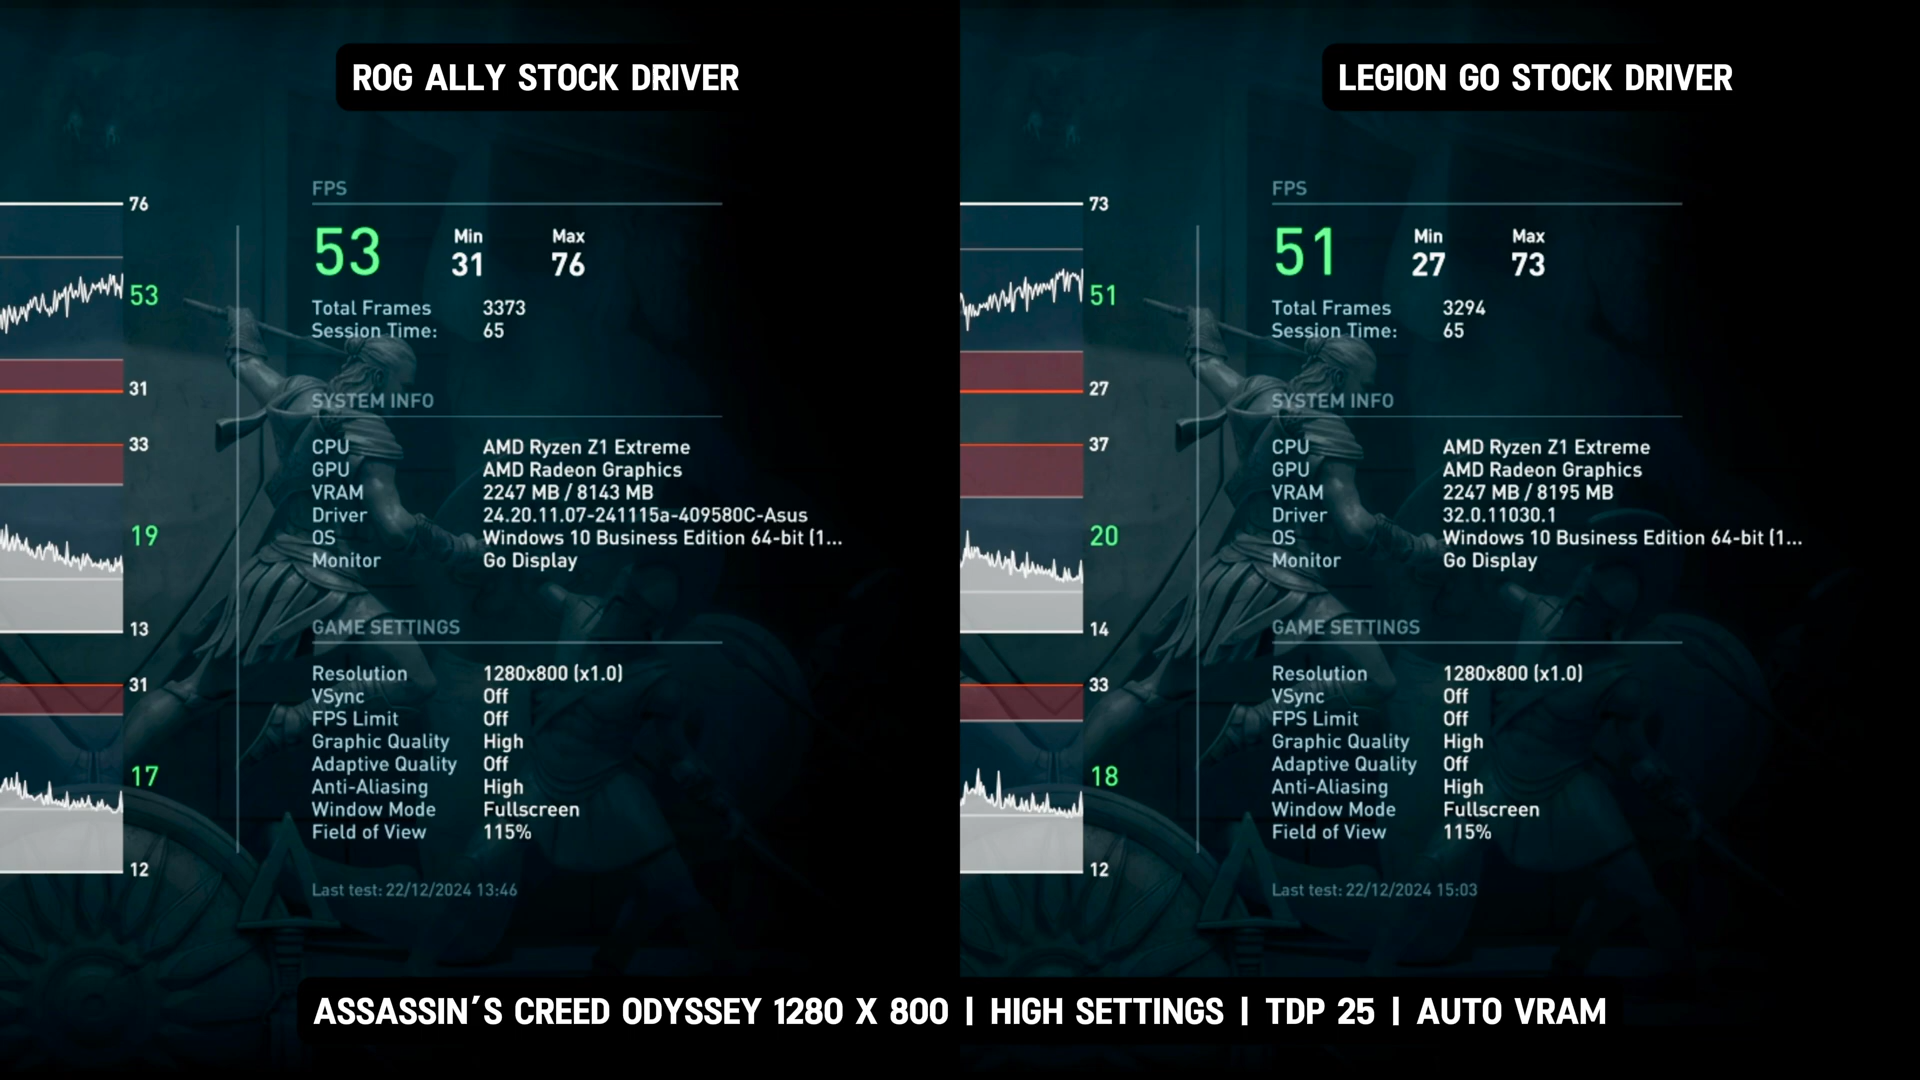 ROG ALLY STOCK DRIVER
76
53
31
33
19
13
31
17
12
FPS
53
Min
31
Max
76
Total Frames 3373
Session Time: 65
SYSTEM INFO
CPU AMD Ryzen Z1 Extreme
GPU AMD Radeon Graphics
VRAM 2247 MB / 8143 MB
Driver 24.20.11.07-241115a-409580C-Asus
OS Windows 10 Business Edition 64-bit (1...
Monitor Go Display
GAME SETTINGS
Resolution 1280x800 (x1.0)
VSync Off
FPS Limit Off
Graphic Quality High
Adaptive Quality Off
Anti-Aliasing High
Window Mode Fullscreen
Field of View 115%
Last test: 22/12/2024 13:46
LEGION GO STOCK DRIVER
73
51
27
37
20
14
33
18
12
FPS
51
Min
27
Max
73
Total Frames 3294
Session Time: 65
SYSTEM INFO
CPU AMD Ryzen Z1 Extreme
GPU AMD Radeon Graphics
VRAM 2247 MB / 8195 MB
Driver 32.0.11030.1
OS Windows 10 Business Edition 64-bit (1...
Monitor Go Display
GAME SETTINGS
Resolution 1280x800 (x1.0)
VSync Off
FPS Limit Off
Graphic Quality High
Adaptive Quality Off
Anti-Aliasing High
Window Mode Fullscreen
Field of View 115%
Last test: 22/12/2024 15:03
ASSASSIN'S CREED ODYSSEY 1280 X 800 | HIGH SETTINGS | TDP 25 | AUTO VRAM